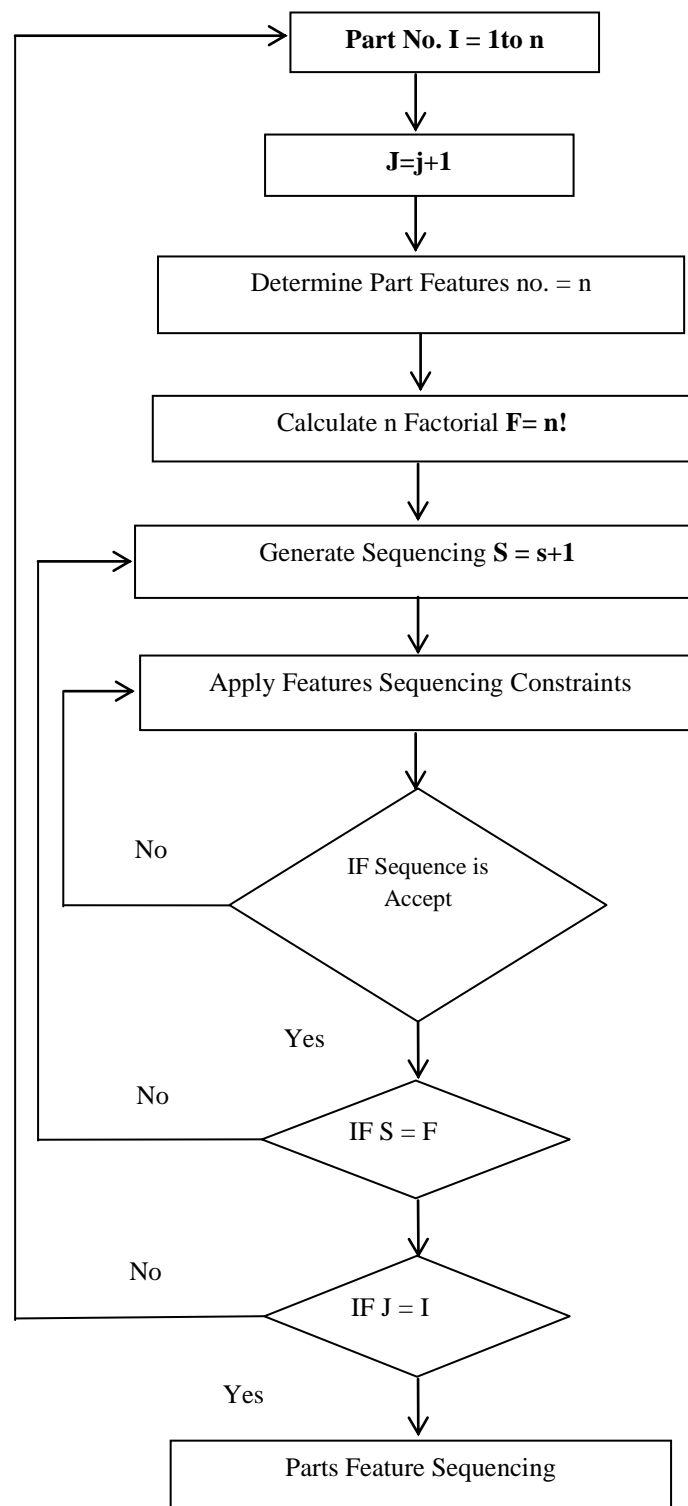 Part No. I = 1to n
J=j+1
Determine Part Features no. = n
Calculate n Factorial F= n!
Generate Sequencing S = s+1
Apply Features Sequencing Constraints
No
IF Sequence is
Accept
Yes
No
IF S = F
No
IF J = I
Yes
Parts Feature Sequencing